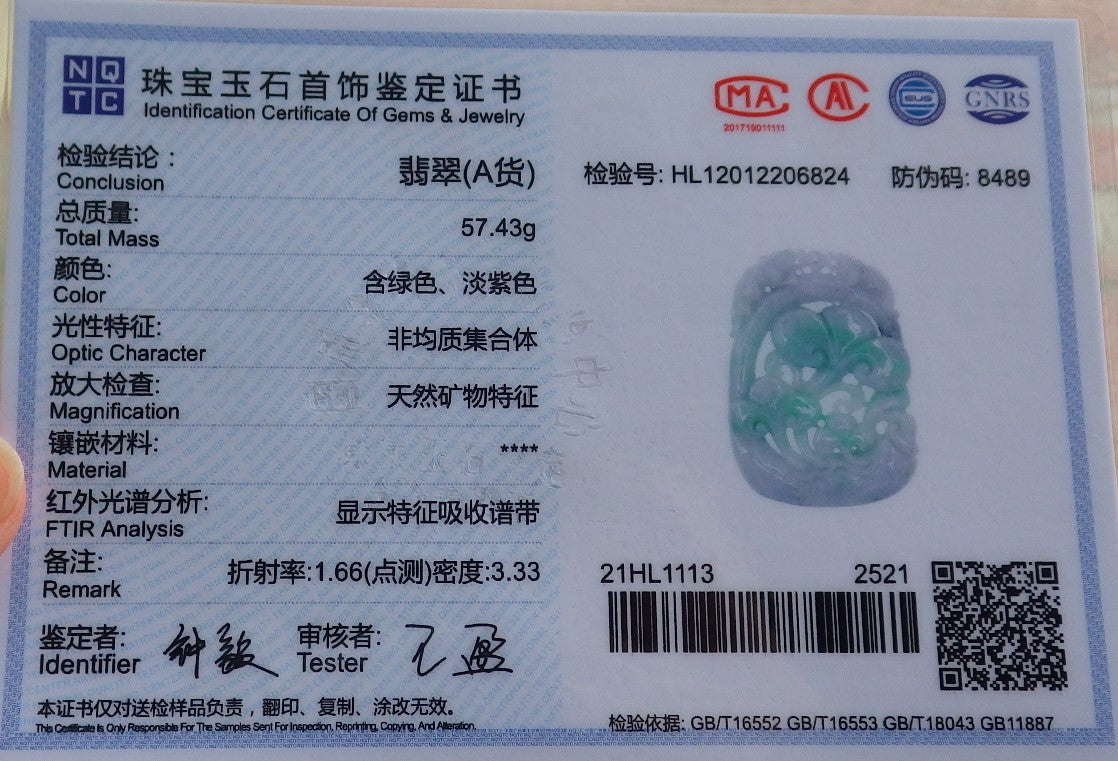 NQTC
珠宝玉石首饰鉴定证书
Identification Certificate Of Gems & Jewelry
MA
201719011111
GNRS
检验结论： 翡翠(A货)
Conclusion
总质量: 57.43g
Total Mass
颜色: 含绿色、淡紫色
Color
光性特征: 非均质集合体
Optic Character
放大检查: 天然矿物特征
Magnification
镶嵌材料: ****
Material
红外光谱分析: 显示特征吸收谱带
FTIR Analysis
备注: 折射率:1.66(点测)密度:3.33
Remark
鉴定者: 审核者:
Identifier Tester
本证书仅对送检样品负责，翻印、复制、涂改无效。
This Certificate Is Only Responsible For The Samples Sent For Inspection, Reprinting, Copying, And Alteration.
检验号: HL12012206824 防伪码: 8489
21HL1113 2521
检验依据: GB/T16552 GB/T16553 GB/T18043 GB11887